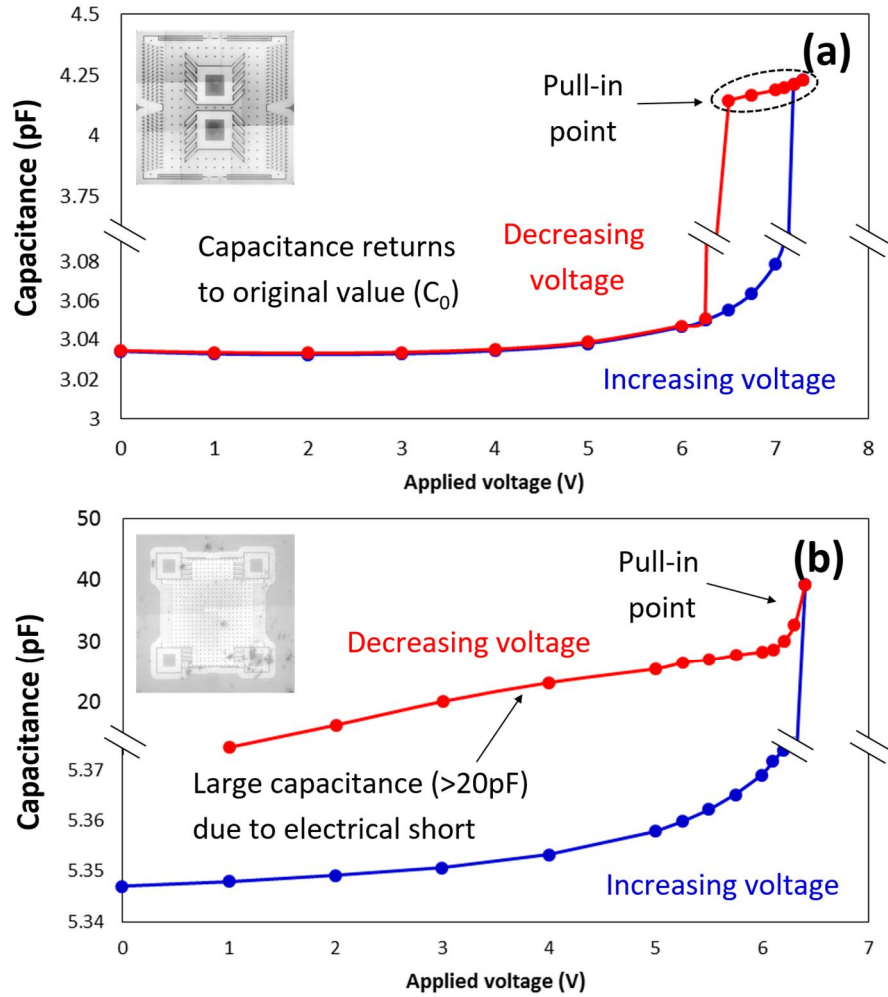 4.5
(a)
4.25
Pull-in
point
4
Capacitance (pF)
3.75
Capacitance returns
to original value (C₀)
Decreasing
voltage
3.08
3.06
3.04
Increasing voltage
3.02
3
0 1 2 3 4 5 6 7 8
Applied voltage (V)
50
(b)
Pull-in
point
40
Capacitance (pF)
Decreasing voltage
30
20
Large capacitance (>20pF)
due to electrical short
5.37
5.36
5.35
Increasing voltage
5.34
0 1 2 3 4 5 6 7
Applied voltage (V)